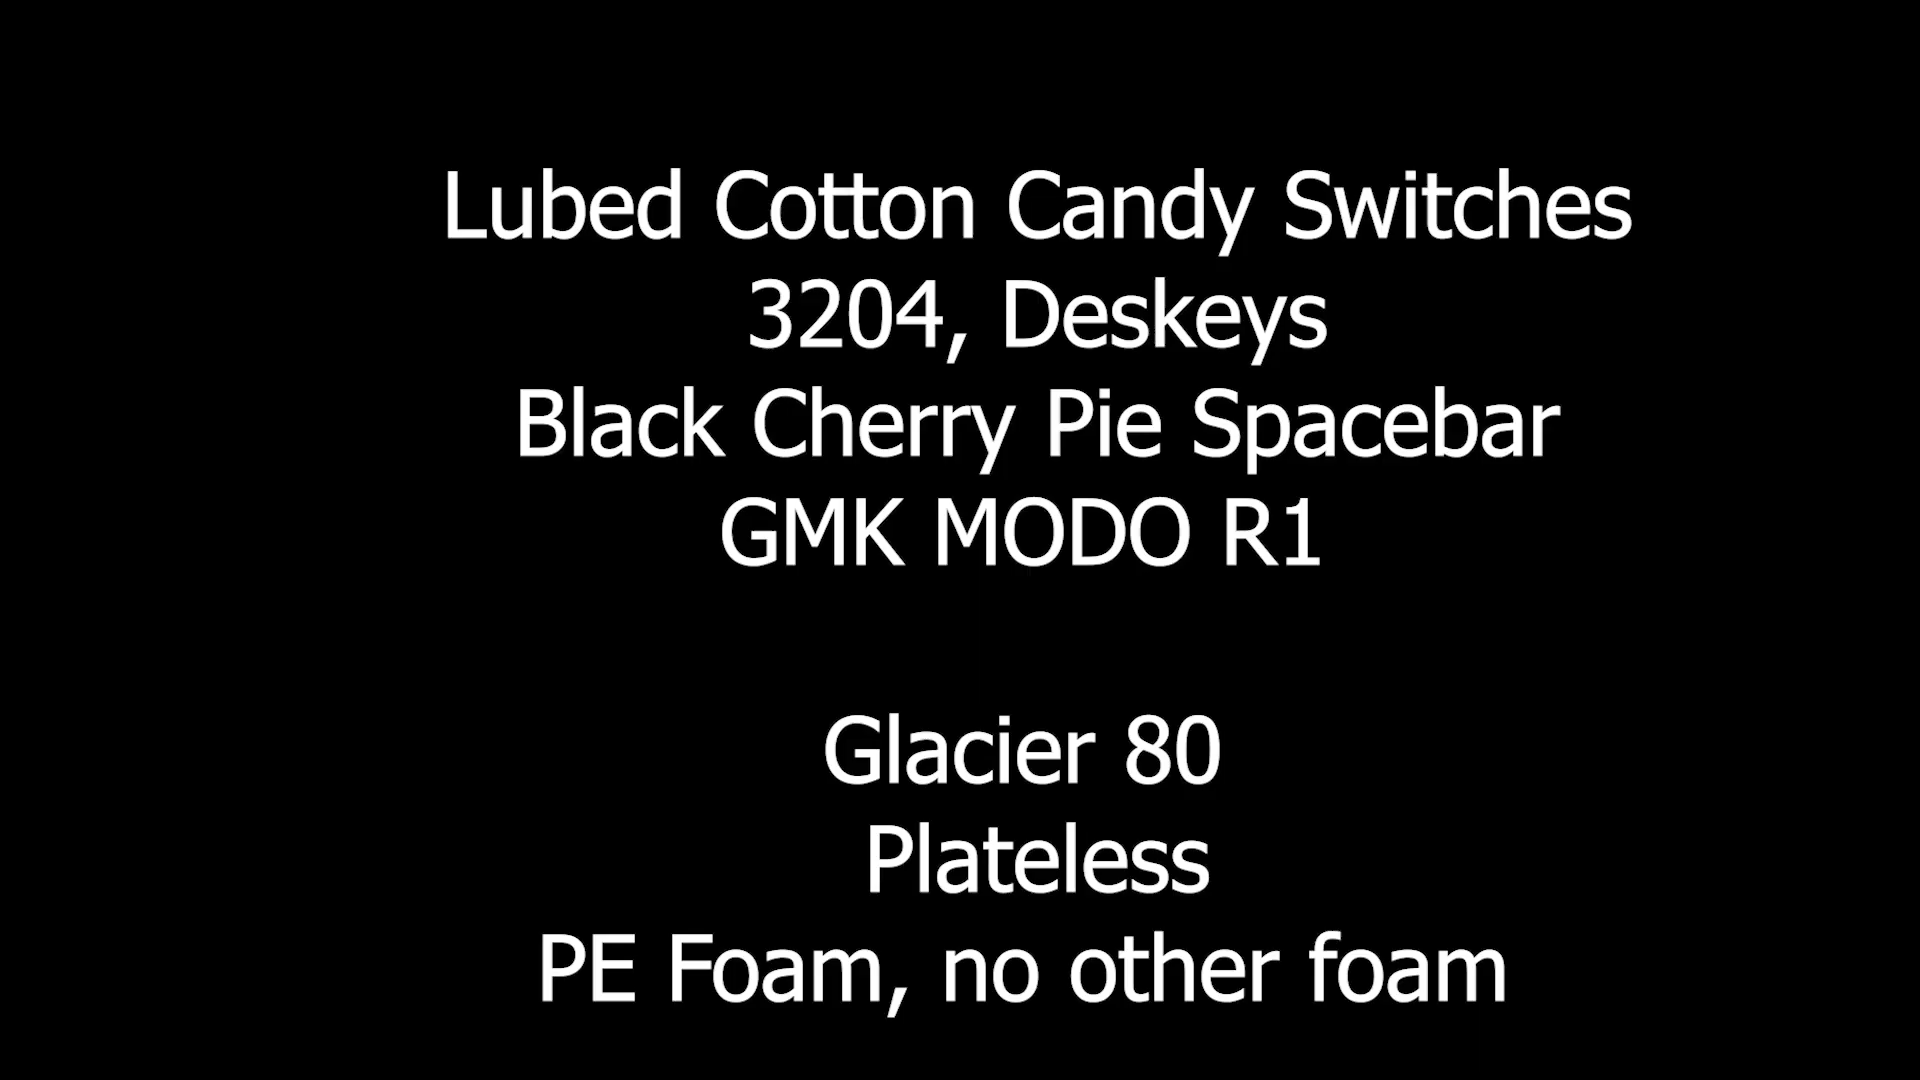 Lubed Cotton Candy Switches
3204, Deskeys
Black Cherry Pie Spacebar
GMK MODO R1
Glacier 80
Plateless
PE Foam, no other foam